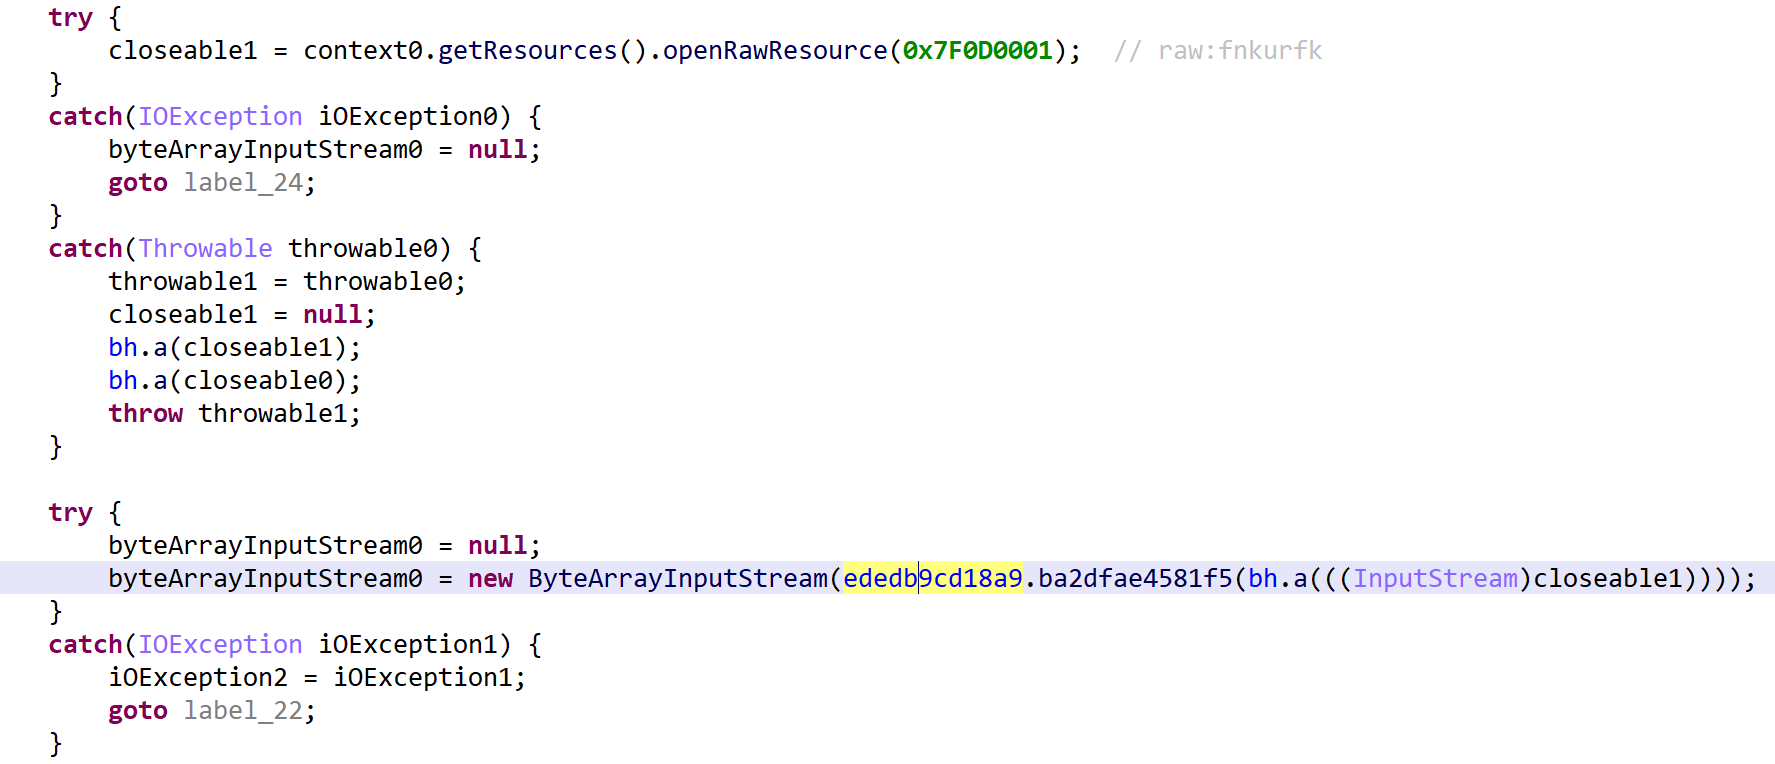 try {
closeable1 = context0.getResources().openRawResource(0x7F0D0001);  // raw:fnkurfk
}
catch(IOException iOException0) {
byteArrayInputStream0 = null;
goto label_24;
}
catch(Throwable throwable0) {
throwable1 = throwable0;
closeable1 = null;
bh.a(closeable1);
bh.a(closeable0);
throw throwable1;
}
try {
byteArrayInputStream0 = null;
byteArrayInputStream0 = new ByteArrayInputStream(ededb9cd18a9.ba2dfae4581f5(bh.a(((InputStream)closeable1))));
}
catch(IOException iOException1) {
iOException2 = iOException1;
goto label_22;
}